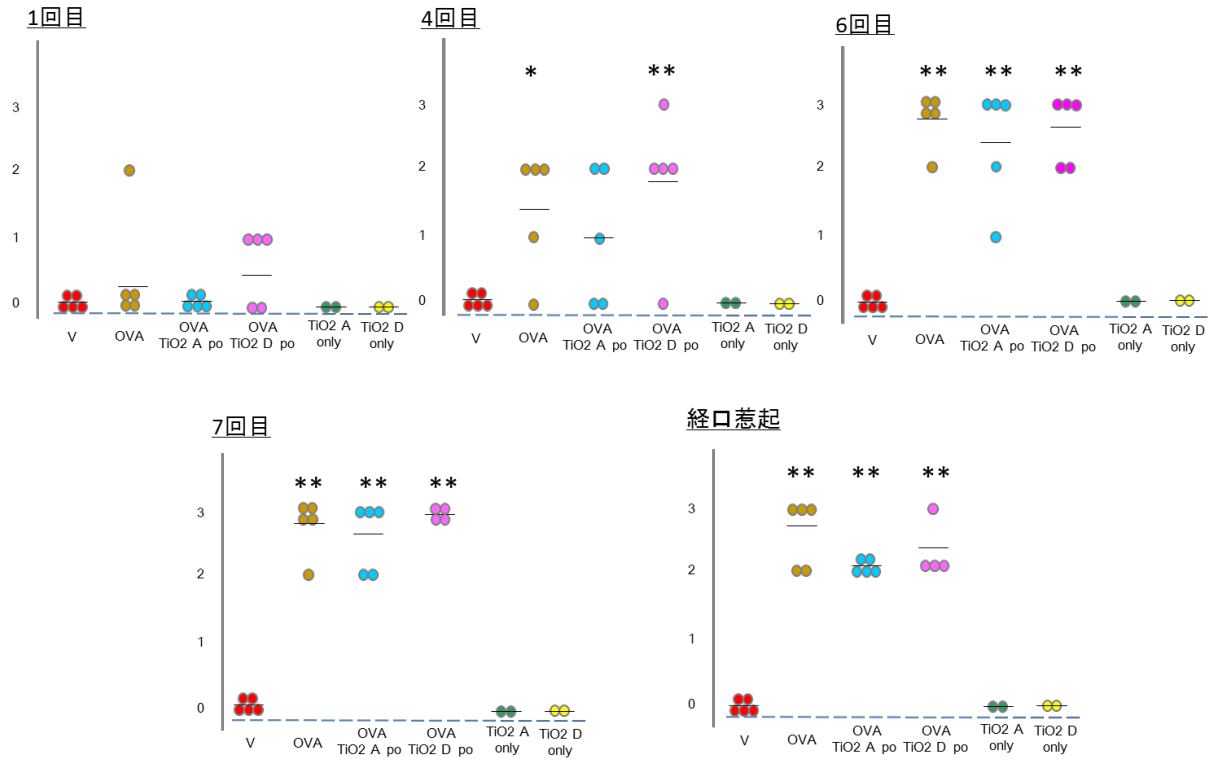 1回目
3
2
1
0
V
OVA
OVA
TiO2 A po
OVA
TiO2 D po
TiO2 A
only
TiO2 D
only
4回目
* **
3
2
1
0
V
OVA
OVA
TiO2 A po
OVA
TiO2 D po
TiO2 A
only
TiO2 D
only
6回目
** ** **
3
2
1
0
V
OVA
OVA
TiO2 A po
OVA
TiO2 D po
TiO2 A
only
TiO2 D
only
7回目
** ** **
3
2
1
0
V
OVA
OVA
TiO2 A po
OVA
TiO2 D po
TiO2 A
only
TiO2 D
only
経口惹起
** ** **
3
2
1
0
V
OVA
OVA
TiO2 A po
OVA
TiO2 D po
TiO2 A
only
TiO2 D
only